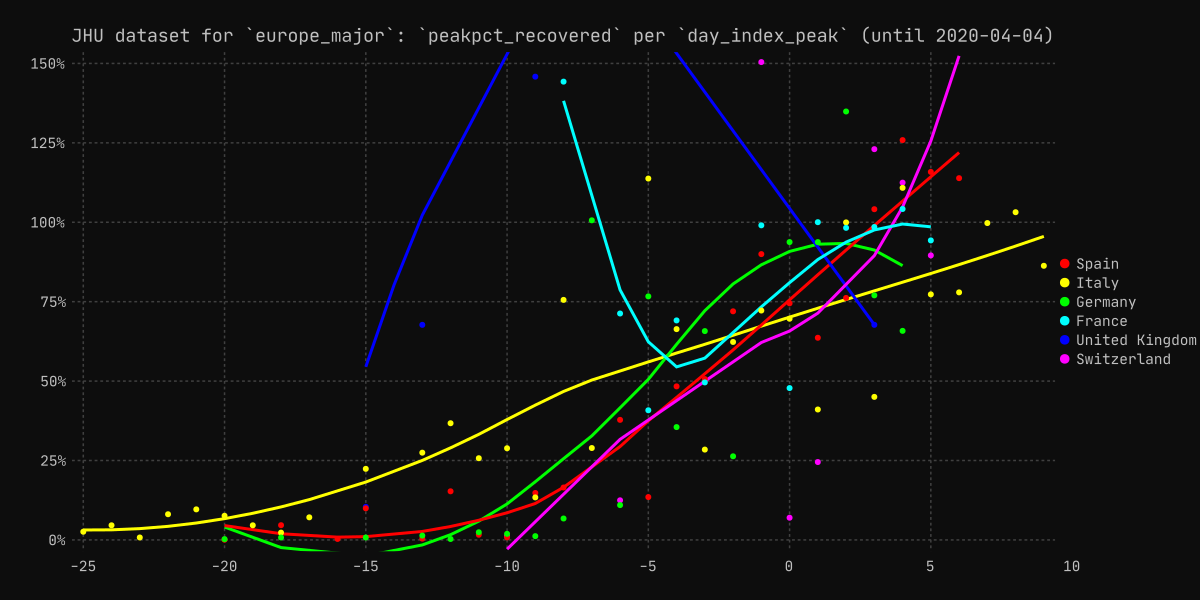 JHU dataset for `europe_major`: `peakpct_recovered` per `day_index_peak` (until 2020-04-04)
150%
125%
100%
75%
50%
25%
0%
Spain
Italy
Germany
France
United Kingdom
Switzerland
-25 -20 -15 -10 -5 0 5 10